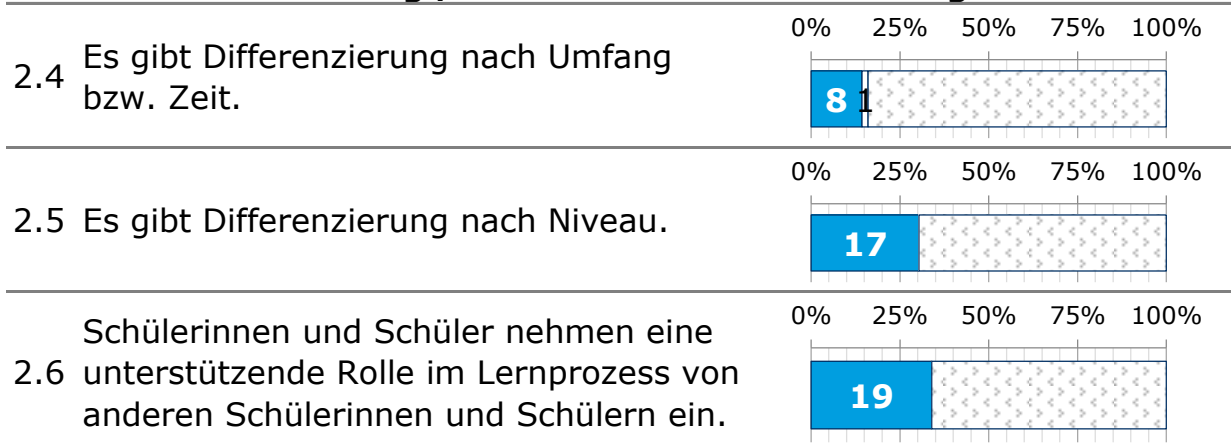 0% 25% 50% 75% 100%
2.4 Es gibt Differenzierung nach Umfang
bzw. Zeit.
8 1
0% 25% 50% 75% 100%
2.5 Es gibt Differenzierung nach Niveau.
17
0% 25% 50% 75% 100%
Schülerinnen und Schüler nehmen eine
2.6 unterstützende Rolle im Lernprozess von
anderen Schülerinnen und Schülern ein.
19